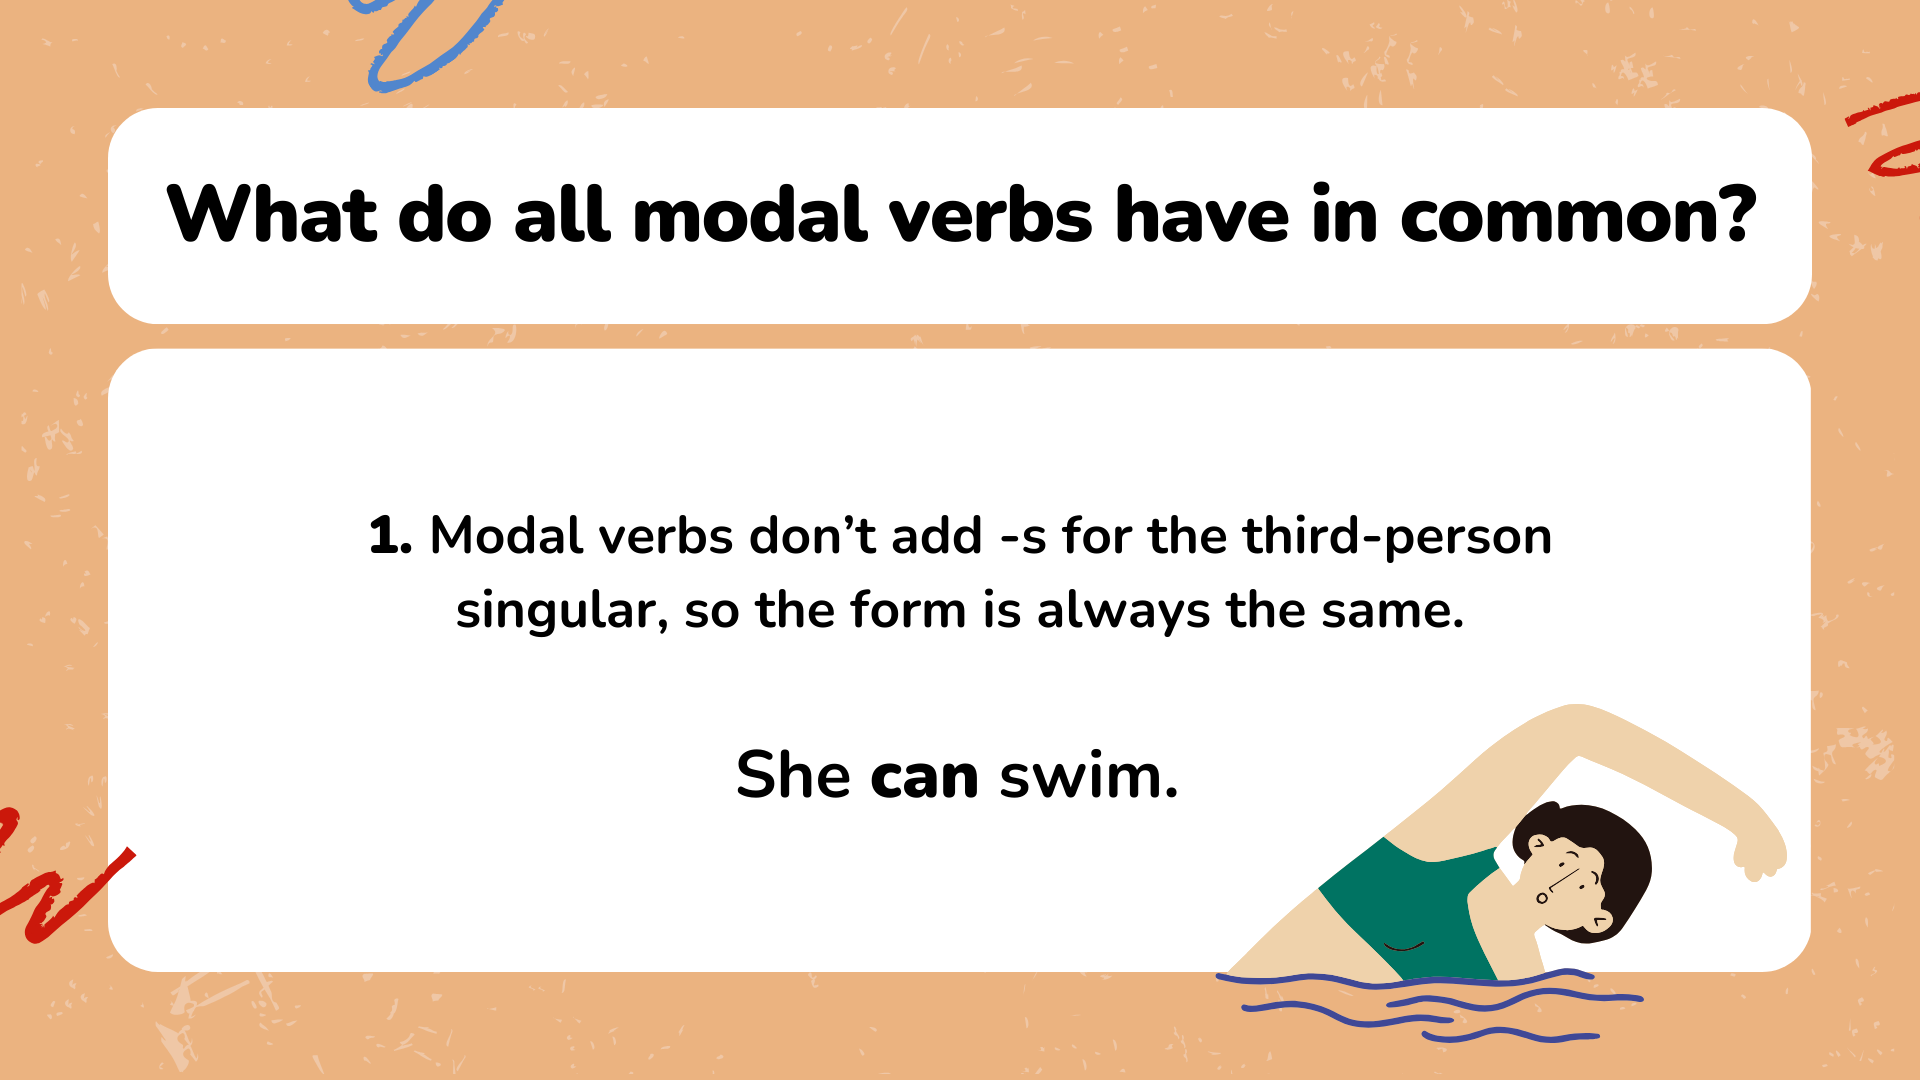 What do all modal verbs have in common?
1. Modal verbs don’t add -s for the third-person
singular, so the form is always the same.
She can swim.